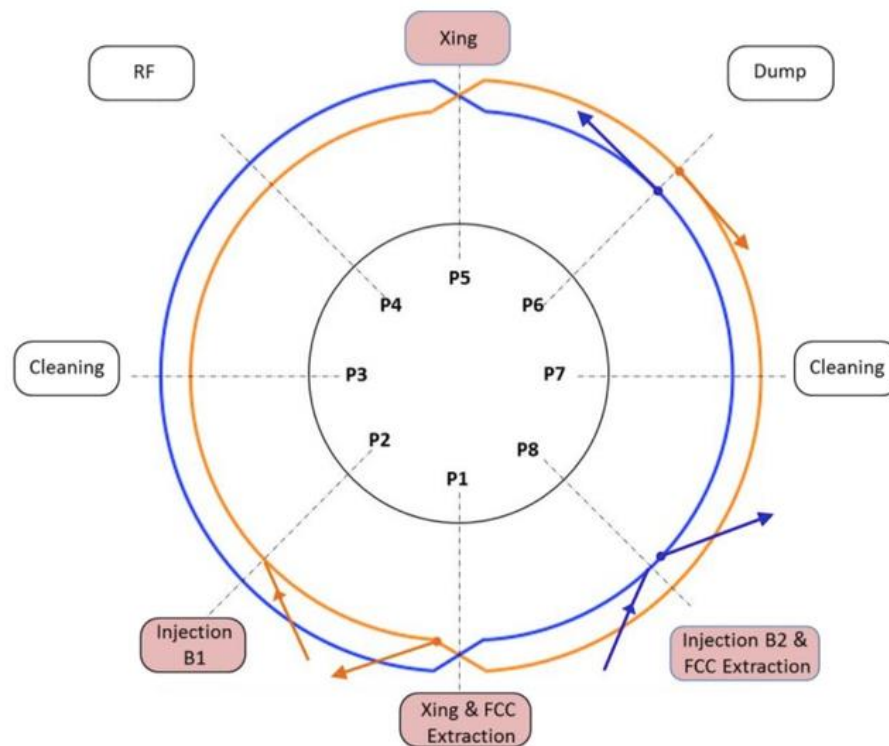 Xing
RF
Dump
P5
P4
P6
Cleaning
P3
P7
Cleaning
P2
P8
P1
Injection
B1
Injection B2 &
FCC Extraction
Xing & FCC
Extraction